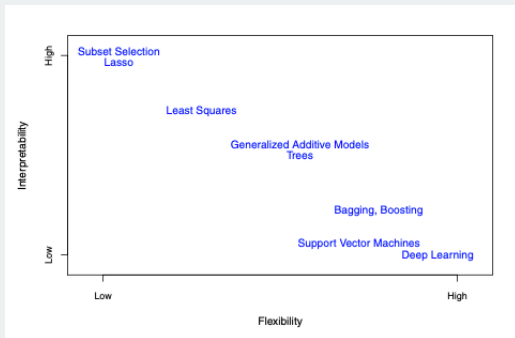 High
Subset Selection
Lasso
Least Squares
Interpretability
Generalized Additive Models
Trees
Bagging, Boosting
Support Vector Machines
Low
Deep Learning
Low
High
Flexibility